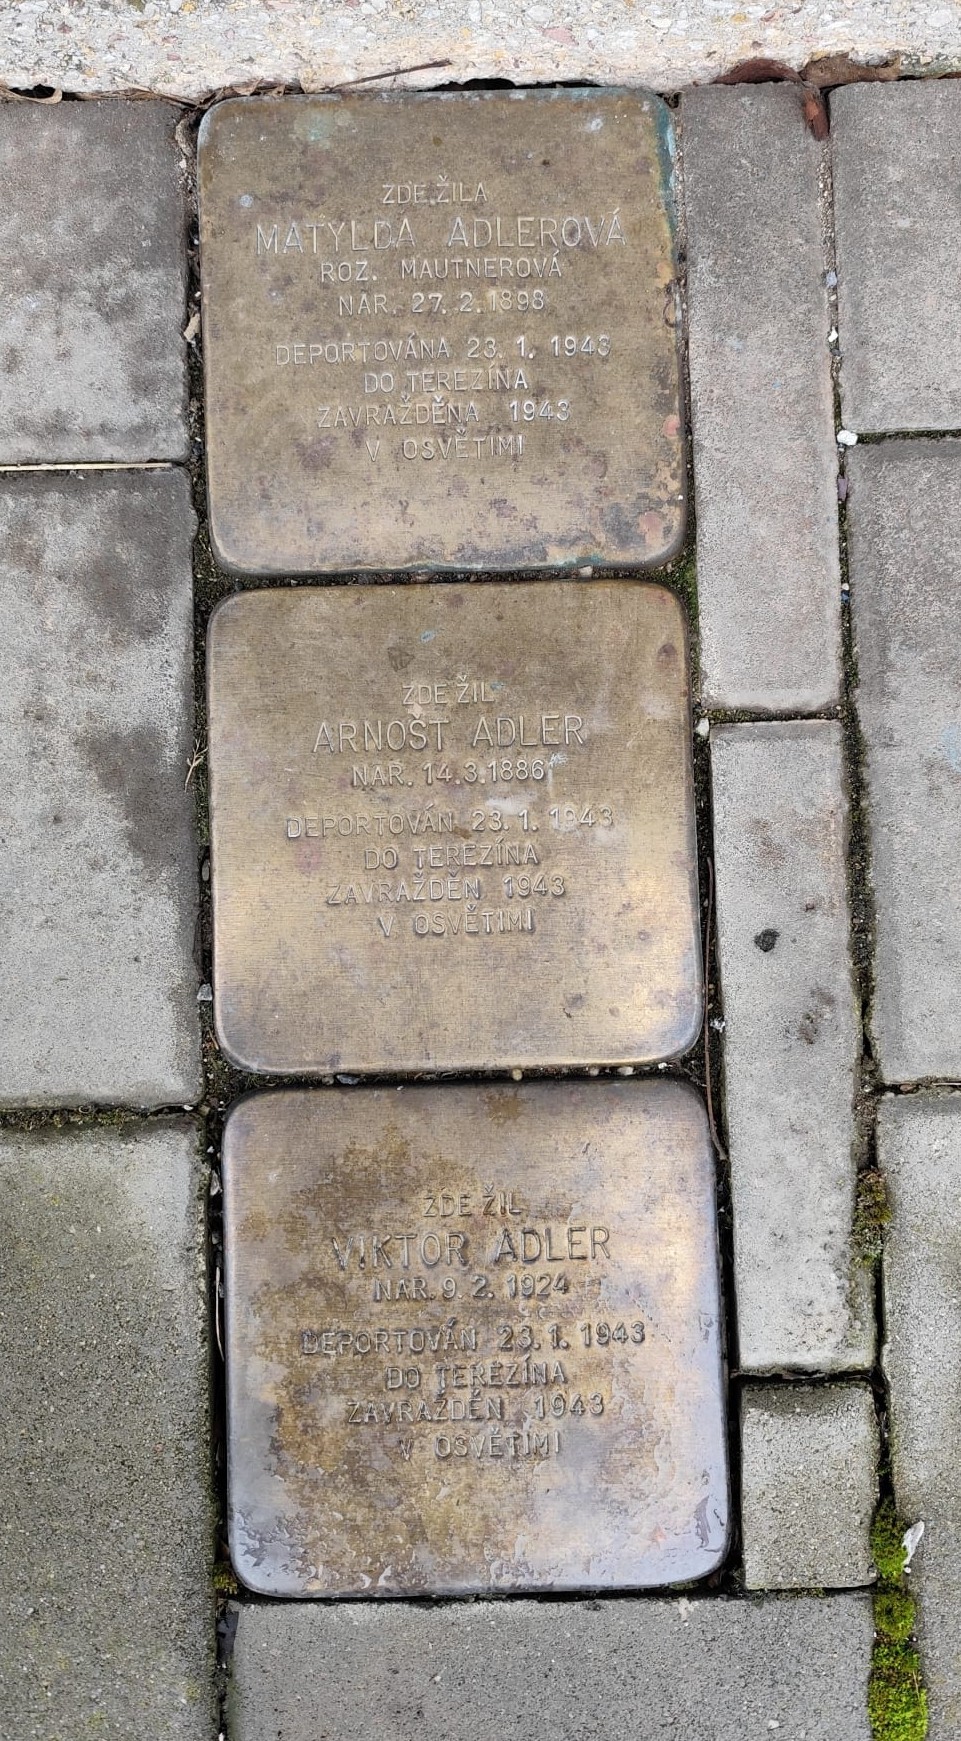 ZDE ŽILA
MATYLDA ADLEROVÁ
ROZ. MAUTNEROVÁ
NAR. 27. 2. 1898
DEPORTOVÁNA 23. 1. 1943
DO TEREZÍNA
ZAVRAŽDĚNA 1943
V OSVĚTIMI
ZDE ŽIL
ARNOŠT ADLER
NAR. 14.3.1886
DEPORTOVÁN 23. 1. 1943
DO TEREZÍNA
ZAVRAŽDĚN 1943
V OSVĚTIMI
ZDE ŽIL
VIKTOR ADLER
NAR. 9. 2. 1924
DEPORTOVÁN 23. 1. 1943
DO TEREZÍNA
ZAVRAŽDĚN 1943
V OSVĚTIMI